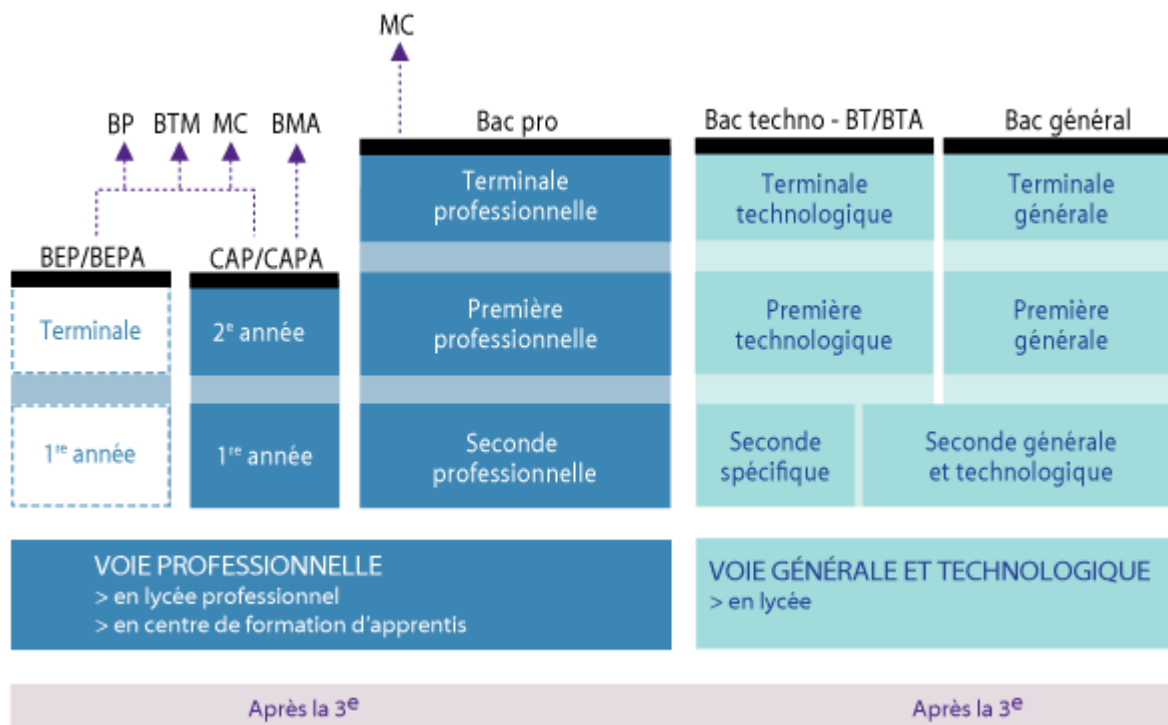 MC
BP BTM MC BMA
Bac pro
Bac techno - BT/BTA
Bac général
BEP/BEPA
CAP/CAPA
Terminale
professionnelle
Terminale
technologique
Terminale
générale
Terminale
2e année
Première
professionnelle
Première
technologique
Première
générale
1re année
1re année
Seconde
professionnelle
Seconde
spécifique
Seconde générale
et technologique
VOIE PROFESSIONNELLE
> en lycée professionnel
> en centre de formation d'apprentis
VOIE GÉNÉRALE ET TECHNOLOGIQUE
> en lycée
Après la 3e
Après la 3e